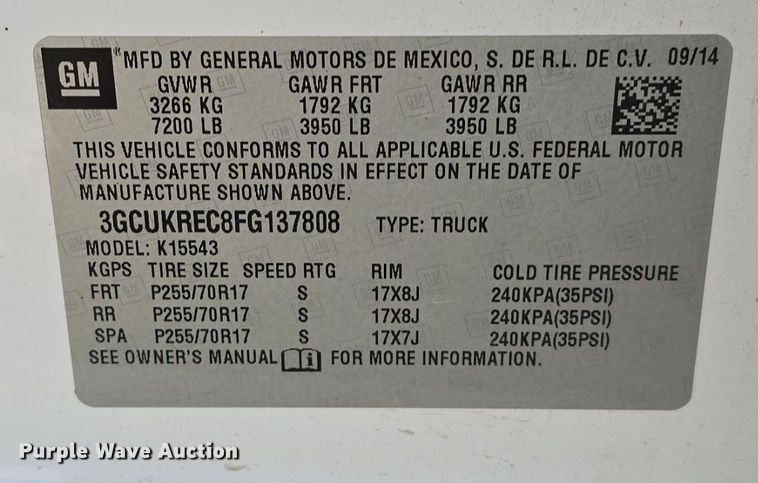 GM ® MFD BY GENERAL MOTORS DE MEXICO, S. DE R.L. DE C.V. 09/14
GVWR GAWR FRT GAWR RR
3266 KG 1792 KG 1792 KG
7200 LB 3950 LB 3950 LB
THIS VEHICLE CONFORMS TO ALL APPLICABLE U.S. FEDERAL MOTOR
VEHICLE SAFETY STANDARDS IN EFFECT ON THE DATE OF
MANUFACTURE SHOWN ABOVE.
3GCUKREC8FG137808 TYPE: TRUCK
MODEL: K15543
KGPS TIRE SIZE SPEED RTG RIM COLD TIRE PRESSURE
FRT P255/70R17 S 17X8J 240KPA(35PSI)
RR P255/70R17 S 17X8J 240KPA(35PSI)
SPA P255/70R17 S 17X7J 240KPA(35PSI)
SEE OWNER'S MANUAL i FOR MORE INFORMATION.
Purple Wave Auction